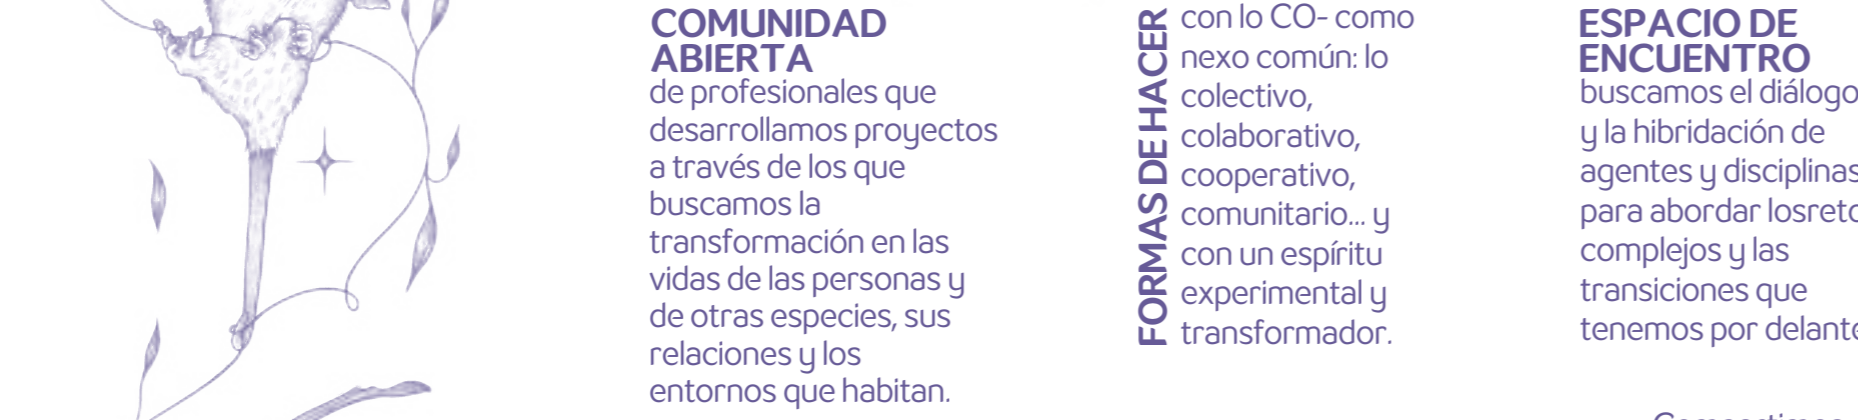 COMUNIDAD
ABIERTA
de profesionales que
desarrollamos proyectos
a través de los que
buscamos la
transformación en las
vidas de las personas y
de otras especies, sus
relaciones y los
entornos que habitan.
FORMAS DE HACER
con lo CO- como
nexo común: lo
colectivo,
colaborativo,
cooperativo,
comunitario... y
con un espíritu
experimental y
transformador.
ESPACIO DE
ENCUENTRO
buscamos el diálogo
y la hibridación de
agentes y disciplinas
para abordar
complejos y las
transiciones que
tenemos por